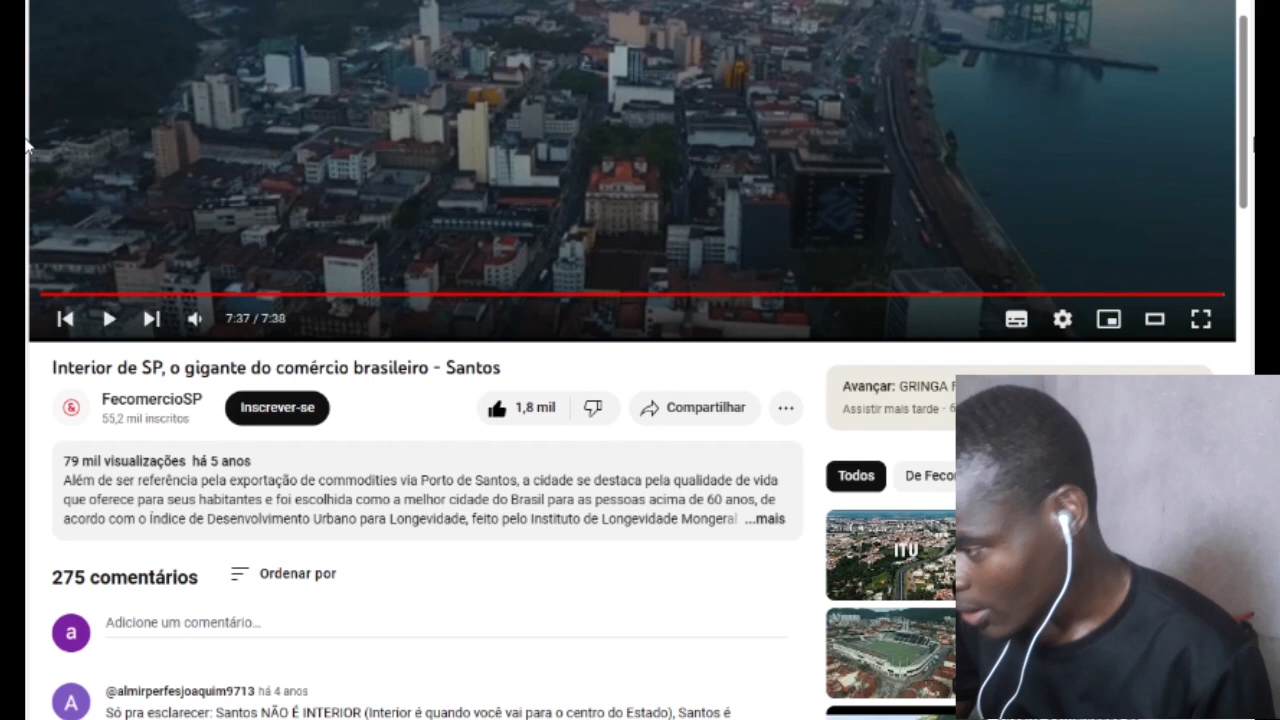 7:37 / 7:38
Interior de SP, o gigante do comércio brasileiro - Santos
FecomercioSP
55,2 mil inscritos
Inscrever-se
1,8 mil
Compartilhar
Avançar: GRINGA
Assistir mais tarde
79 mil visualizações há 5 anos
Além de ser referência pela exportação de commodities via Porto de Santos, a cidade se destaca pela qualidade de vida
que oferece para seus habitantes e foi escolhida como a melhor cidade do Brasil para as pessoas acima de 60 anos, de
acordo com o Índice de Desenvolvimento Urbano para Longevidade, feito pelo Instituto de Longevidade Mongeral ...mais
Todos
De Feco
ITU
275 comentários
Ordenar por
a
Adicione um comentário...
A
@almirperfesjoaquim9713 há 4 anos
Só pra esclarecer: Santos NÃO É INTERIOR (Interior é quando você vai para o centro do Estado), Santos é